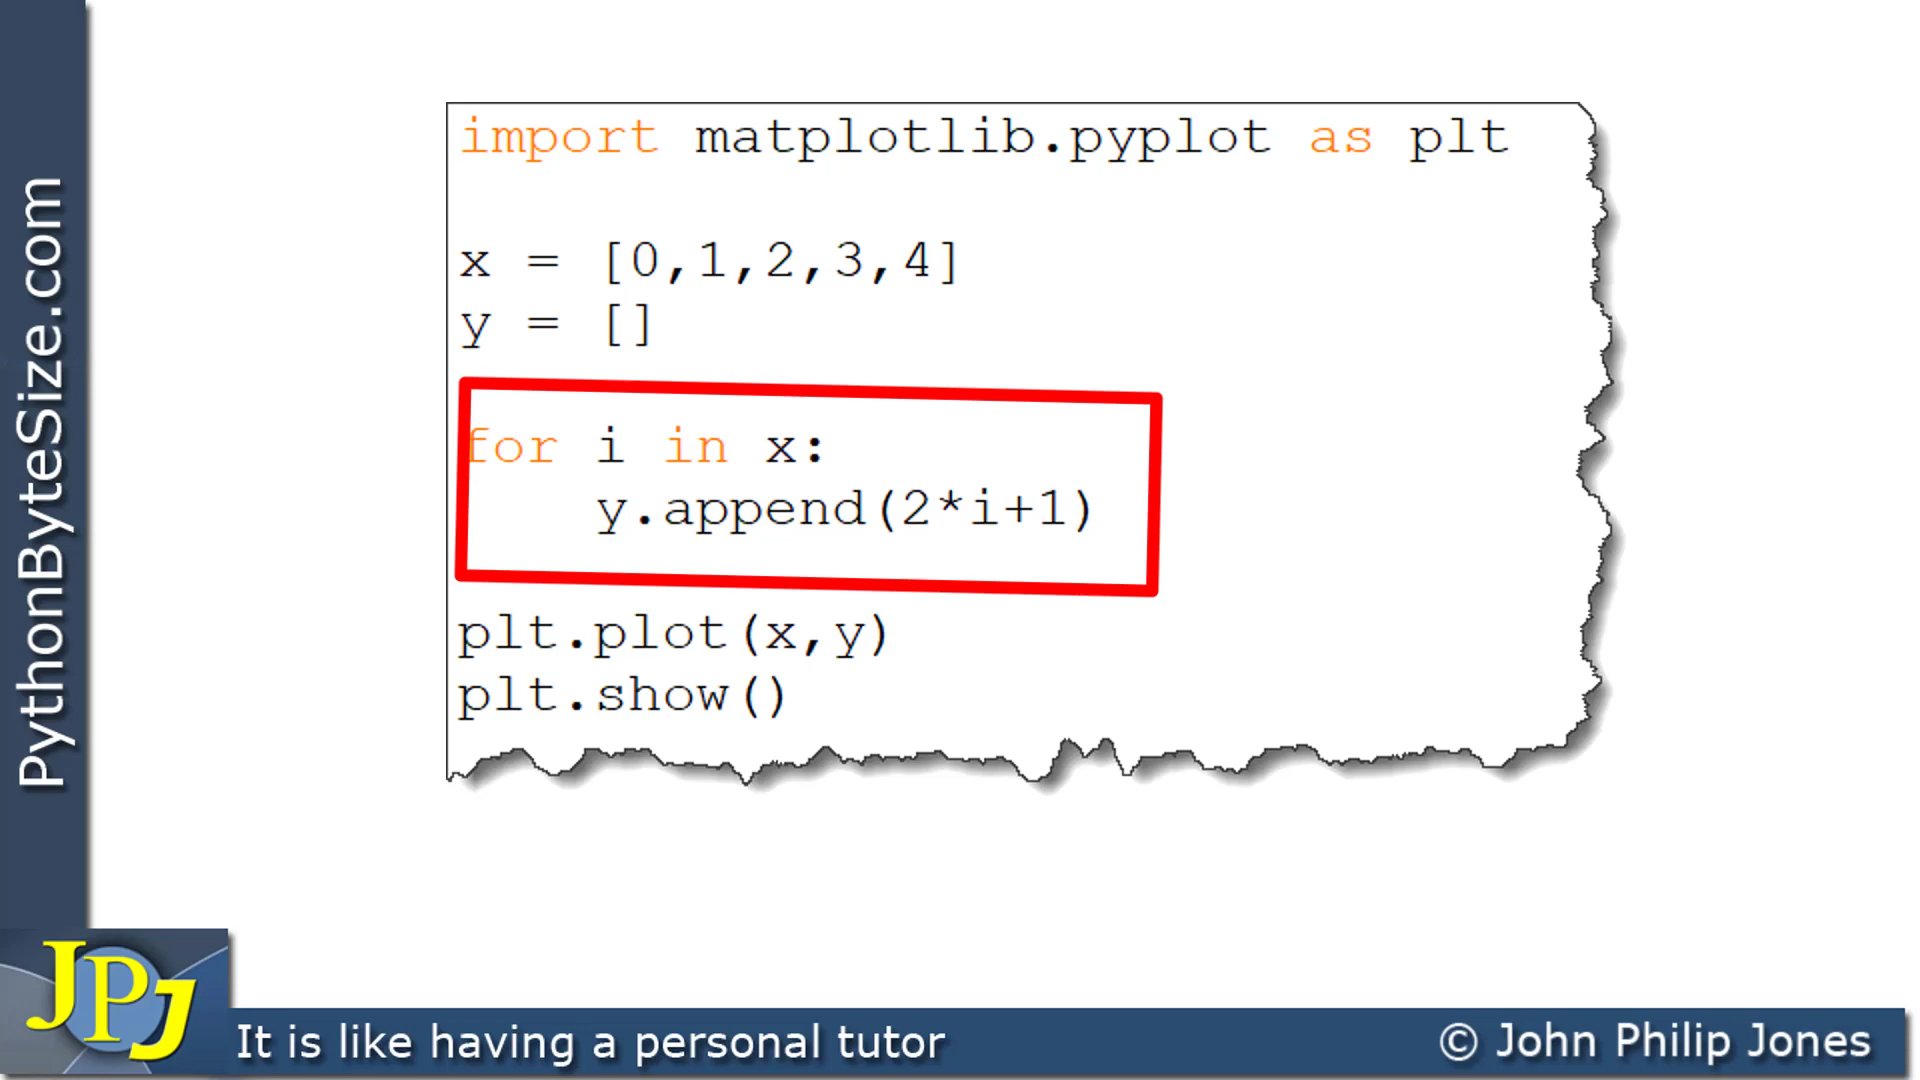 PythonByteSize.com
import matplotlib.pyplot as plt
x = [0,1,2,3,4]
y = []
for i in x:
    y.append(2*i+1)
plt.plot(x,y)
plt.show()
JPJ
It is like having a personal tutor
© John Philip Jones